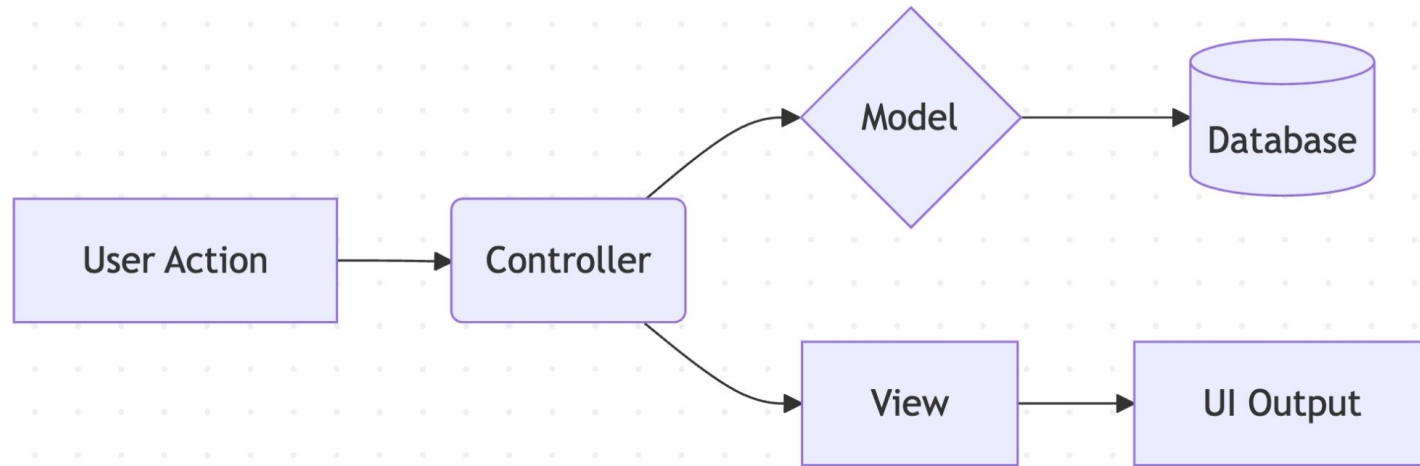 User Action
Controller
Model
Database
View
UI Output